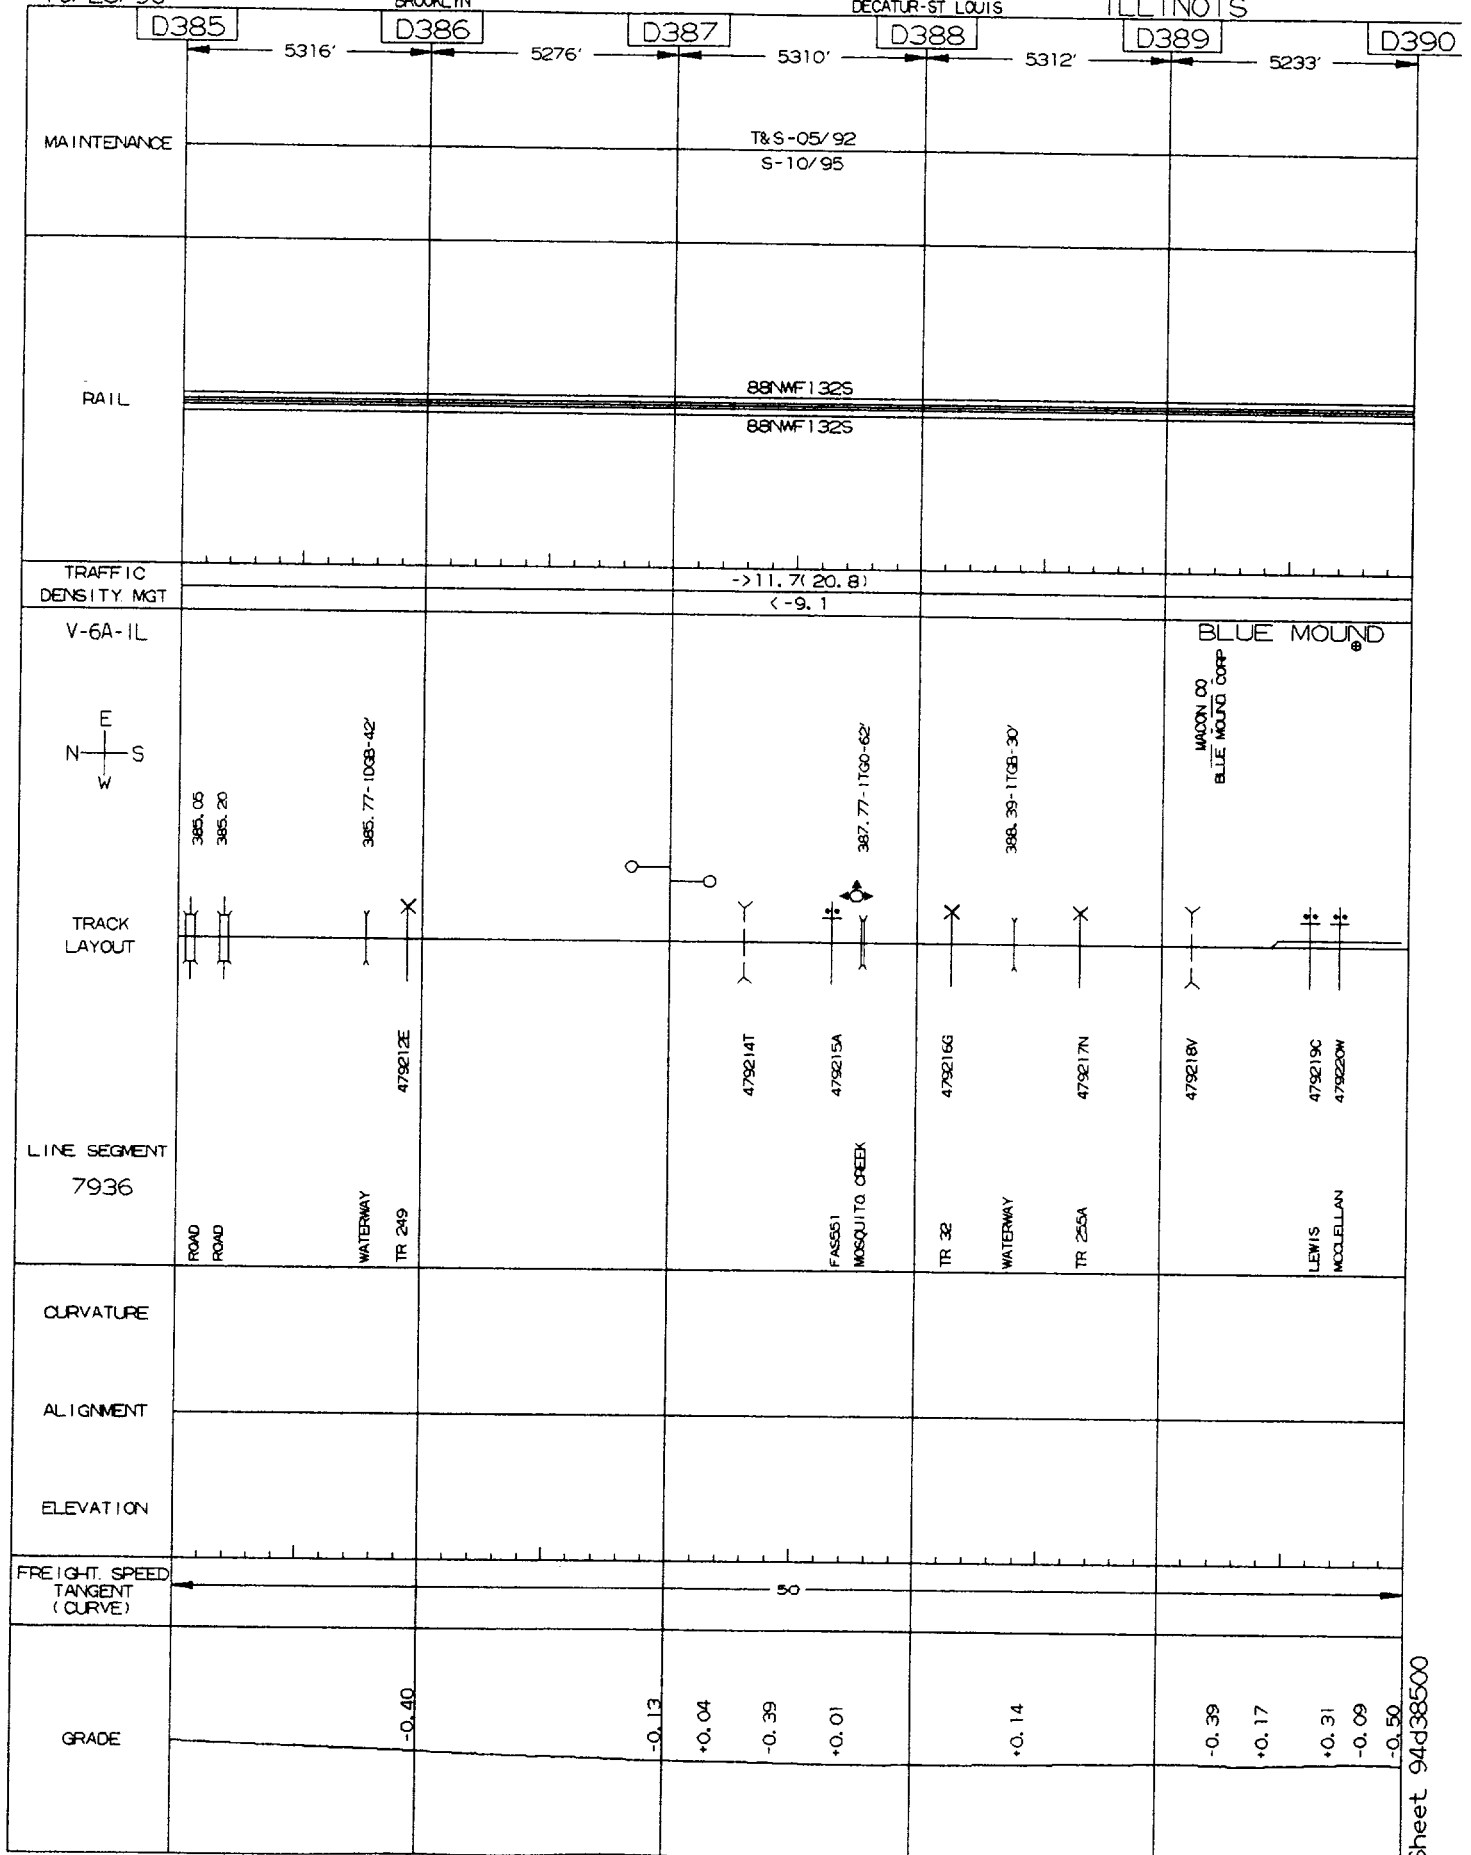 BROOKLYN
DECATUR-ST LOUIS
ILLINOIS
D385
D386
D387
D388
D389
D390
5316'
5276'
5310'
5312'
5233'
MAINTENANCE
T&S-05/92
S-10/95
RAIL
88NWF132S
88NWF132S
TRAFFIC
DENSITY MGT
->11.7(20.8)
<-9.1
V-6A-IL
BLUE MOUND
MACON CO
BLUE MOUND CORP
E
N
S
W
385.05
385.20
385.77-1DGB-42'
387.77-1TGO-62'
388.39-1TGB-30'
TRACK
LAYOUT
479212E
479214T
479215A
479216G
479217N
479218V
479219C
479220W
LINE SEGMENT
7936
ROAD
ROAD
WATERWAY
TR 249
FAS551
MOSQUITO CREEK
TR 32
WATERWAY
TR 255A
LEWIS
MCCLELLAN
CURVATURE
ALIGNMENT
ELEVATION
FREIGHT SPEED
TANGENT
(CURVE)
50
GRADE
-0.40
-0.13
+0.04
-0.39
+0.01
+0.14
-0.39
+0.17
+0.31
-0.09
-0.50
Sheet 94d38500